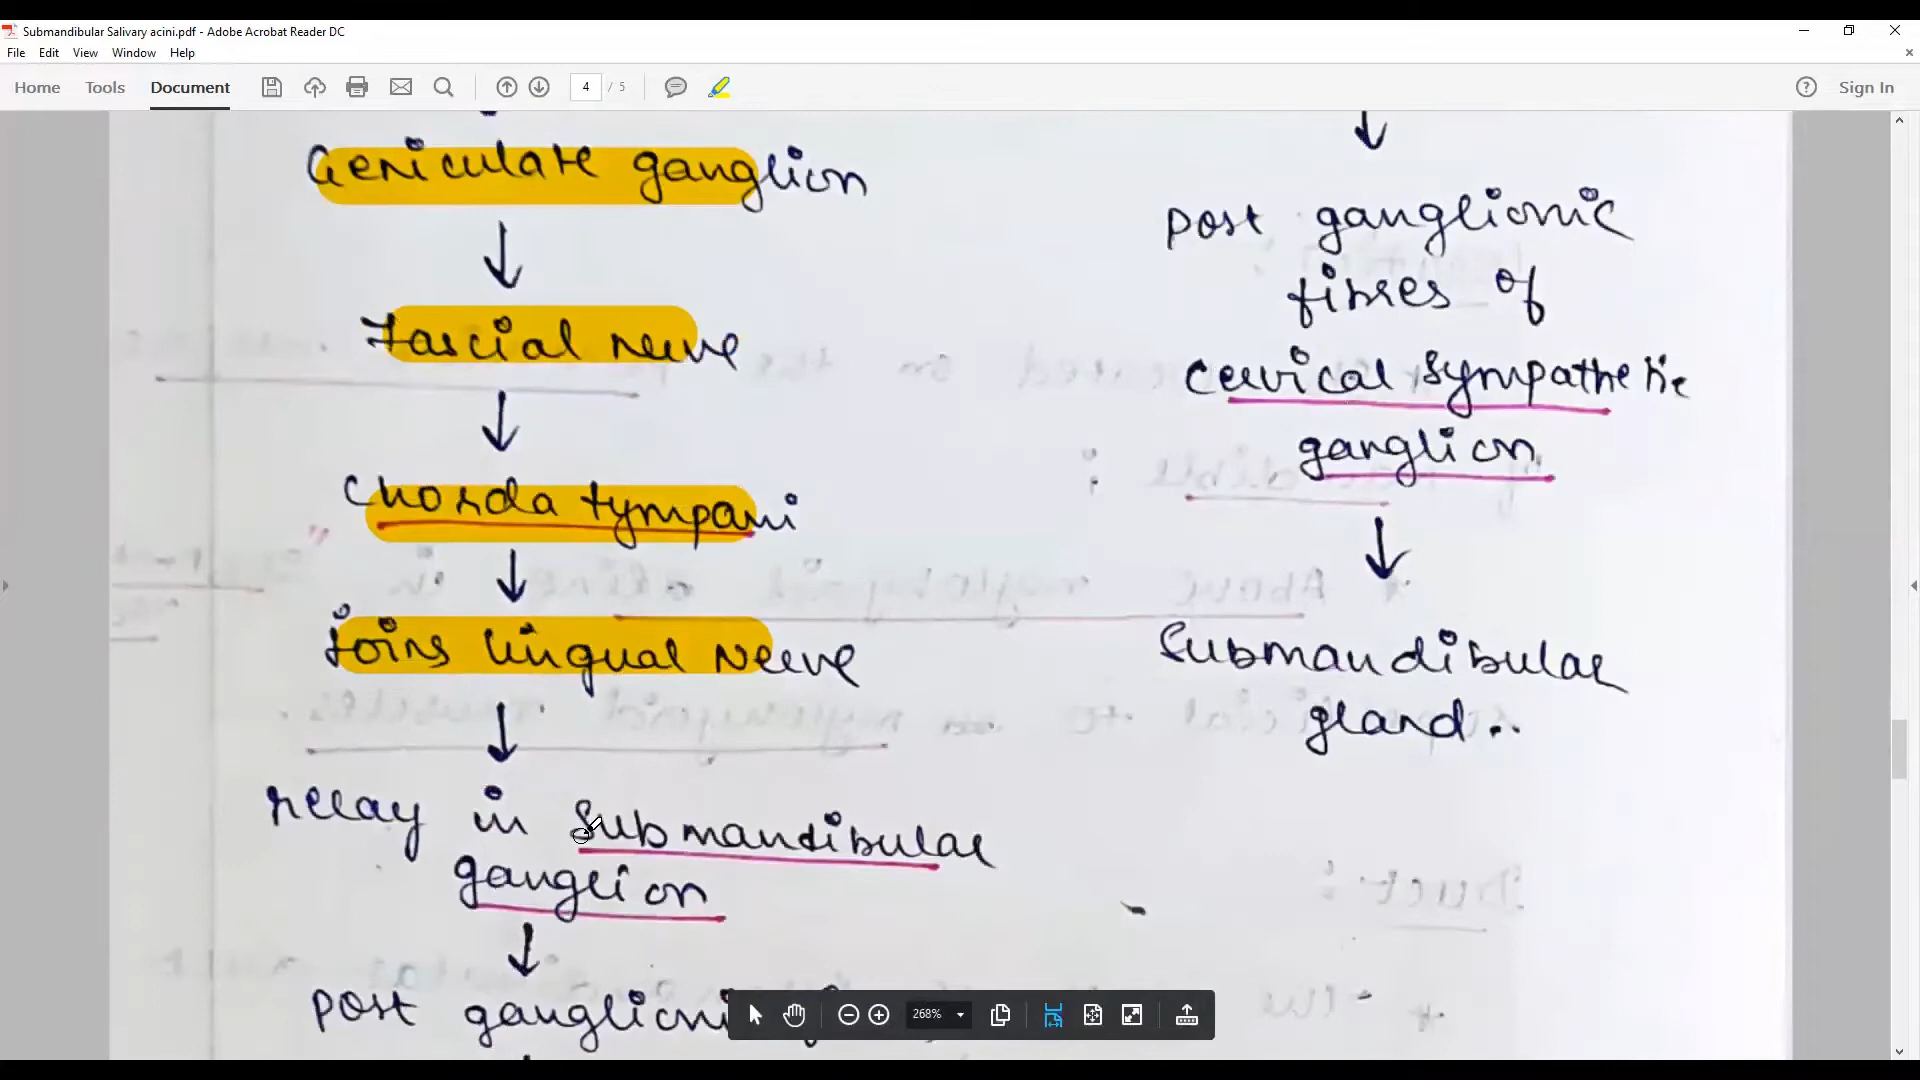 Submandibular Salivary acini.pdf - Adobe Acrobat Reader DC
File Edit View Window Help
Home Tools Document 4 / 5 Sign In
Geniculate ganglion
Fascial nerve
Chorda tympani
Joins lingual Nerve
relay in Submandibular
ganglion
Post ganglioni
Post ganglionic
fibres of
Cervical Sympathetic
ganglion
Submandibular
gland..
268%